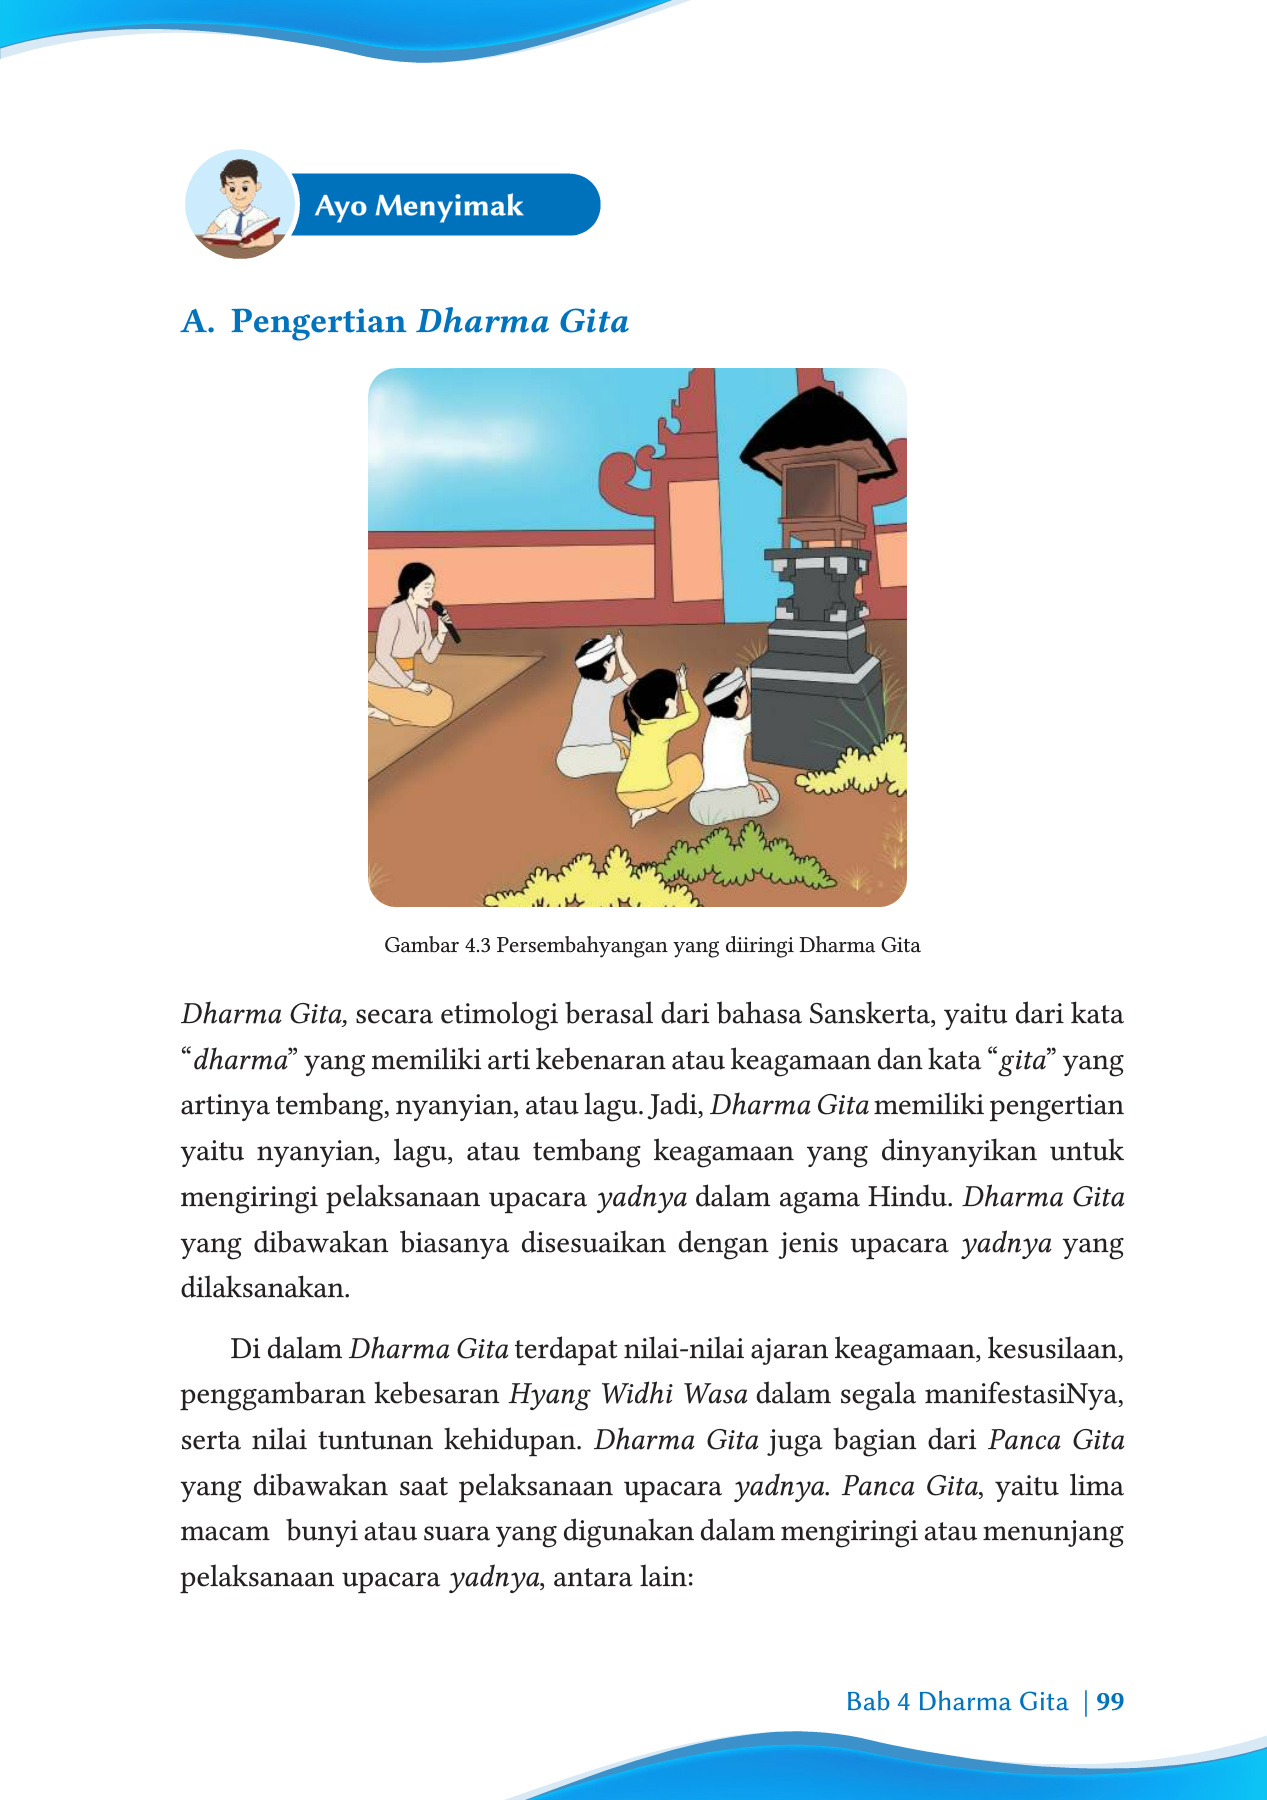 Ayo Menyimak
A. Pengertian Dharma Gita
Gambar 4.3 Persembahyangan yang diiringi Dharma Gita
Dharma Gita, secara etimologi berasal dari bahasa Sanskerta, yaitu dari kata
“dharma” yang memiliki arti kebenaran atau keagamaan dan kata “gita” yang
artinya tembang, nyanyian, atau lagu. Jadi, Dharma Gita memiliki pengertian
yaitu nyanyian, lagu, atau tembang keagamaan yang dinyanyikan untuk
mengiringi pelaksanaan upacara yadnya dalam agama Hindu. Dharma Gita
yang dibawakan biasanya disesuaikan dengan jenis upacara yadnya yang
dilaksanakan.
Di dalam Dharma Gita terdapat nilai-nilai ajaran keagamaan, kesusilaan,
penggambaran kebesaran Hyang Widhi Wasa dalam segala manifestasiNya,
serta nilai tuntunan kehidupan. Dharma Gita juga bagian dari Panca Gita
yang dibawakan saat pelaksanaan upacara yadnya. Panca Gita, yaitu lima
macam bunyi atau suara yang digunakan dalam mengiringi atau menunjang
pelaksanaan upacara yadnya, antara lain:
Bab 4 Dharma Gita | 99